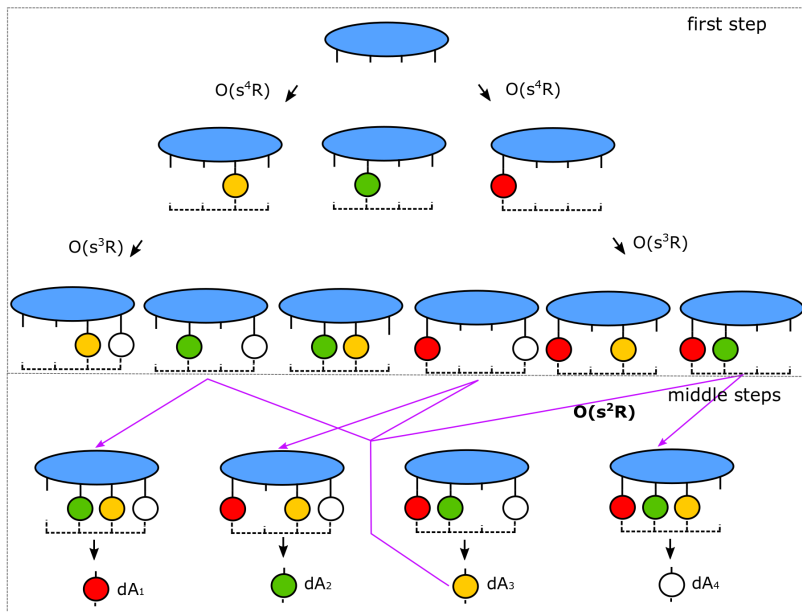 first step
O(s⁴R)
O(s⁴R)
O(s³R)
O(s³R)
middle steps
O(s²R)
dA₁
dA₂
dA₃
dA₄